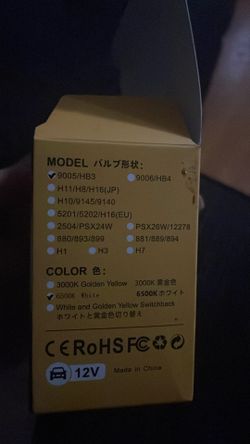 MODEL バルブ形状:
✓9005/HB3 9006/HB4
H11/H8/H16(JP)
H10/9145/9140
5201/5202/H16(EU)
2504/PSX24W PSX26W/12278
880/893/899 881/889/894
H1 H3 H7
COLOR 色:
3000K Golden Yellow 3000K 黄金色
✓6500K White 6500K ホワイト
White and Golden Yellow Switchback
ホワイトと黄金色切り替え
CE RoHS FC
12V Made in China